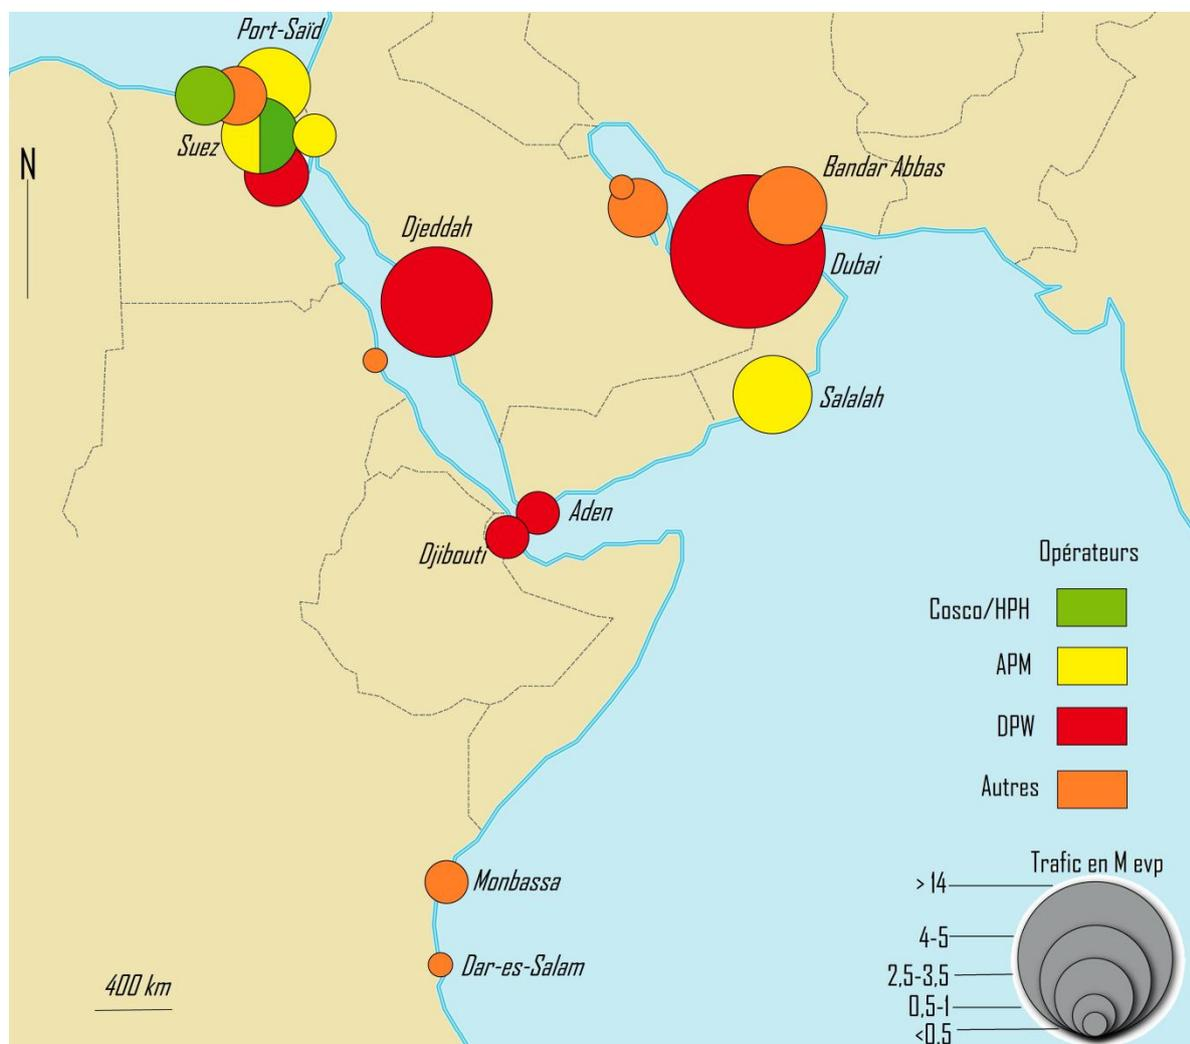 Port-Saïd
N
Suez
Bandar Abbas
Djeddah
Dubai
Salalah
Aden
Djibouti
Opérateurs
Cosco/HPH
APM
DPW
Autres
Monbassa
Trafic en M evp
> 14
4-5
Dar-es-Salam
2,5-3,5
400 km
0,5-1
<0,5